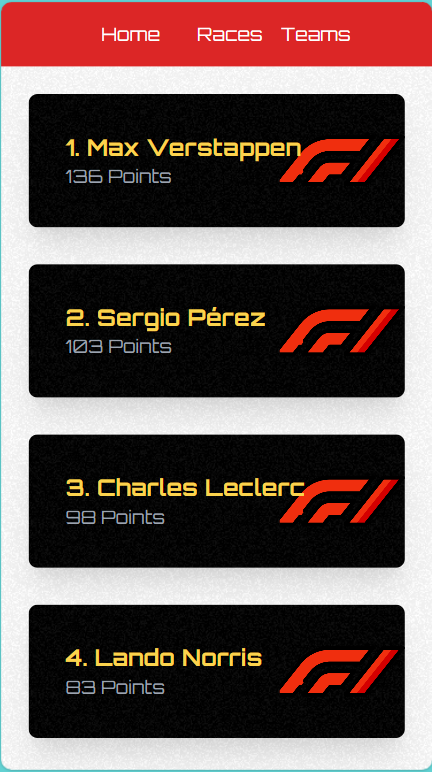 Home Races Teams
1. Max Verstappen
136 Points
2. Sergio Pérez
103 Points
3. Charles Leclerc
98 Points
4. Lando Norris
83 Points